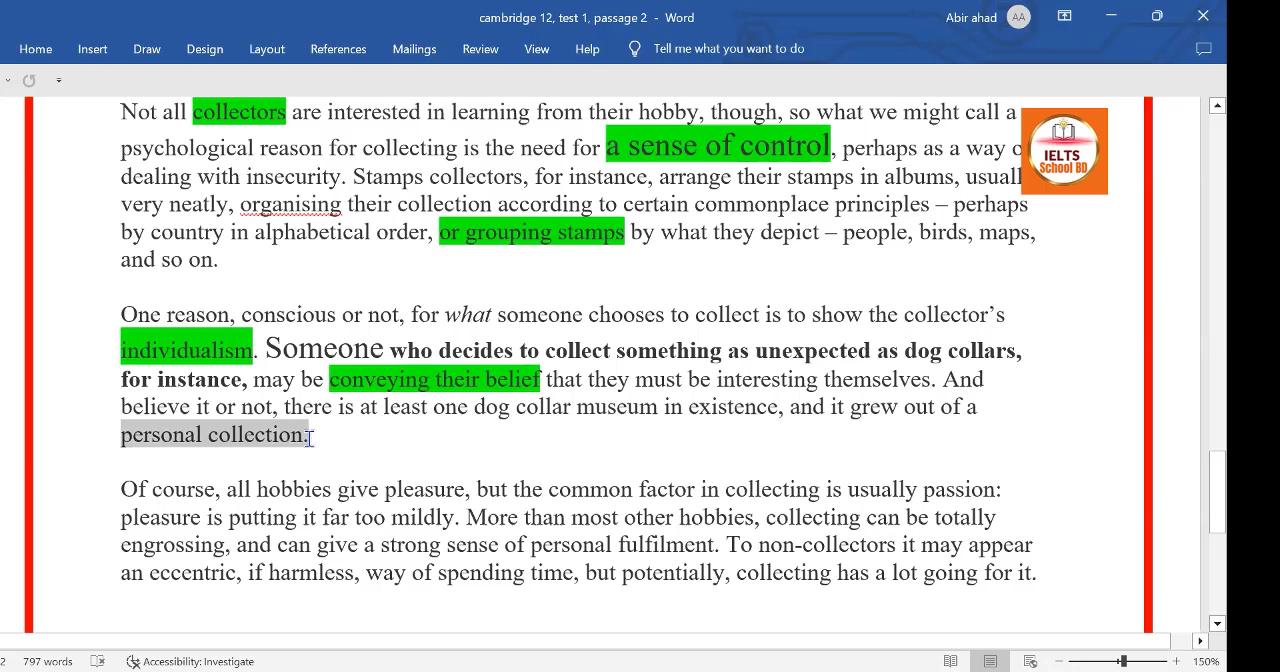 cambridge 12, test 1, passage 2 - Word
Abir ahad AA
Home Insert Draw Design Layout References Mailings Review View Help Tell me what you want to do
Not all collectors are interested in learning from their hobby, though, so what we might call a
psychological reason for collecting is the need for a sense of control, perhaps as a way
dealing with insecurity. Stamps collectors, for instance, arrange their stamps in albums,
very neatly, organising their collection according to certain commonplace principles – perhaps
by country in alphabetical order, or grouping stamps by what they depict – people, birds, maps,
and so on.
IELTS
School BD
One reason, conscious or not, for what someone chooses to collect is to show the collector's
individualism. Someone who decides to collect something as unexpected as dog collars,
for instance, may be conveying their belief that they must be interesting themselves. And
believe it or not, there is at least one dog collar museum in existence, and it grew out of a
personal collection.
Of course, all hobbies give pleasure, but the common factor in collecting is usually passion:
pleasure is putting it far too mildly. More than most other hobbies, collecting can be totally
engrossing, and can give a strong sense of personal fulfilment. To non-collectors it may appear
an eccentric, if harmless, way of spending time, but potentially, collecting has a lot going for it.
2 797 words Accessibility: Investigate 150%